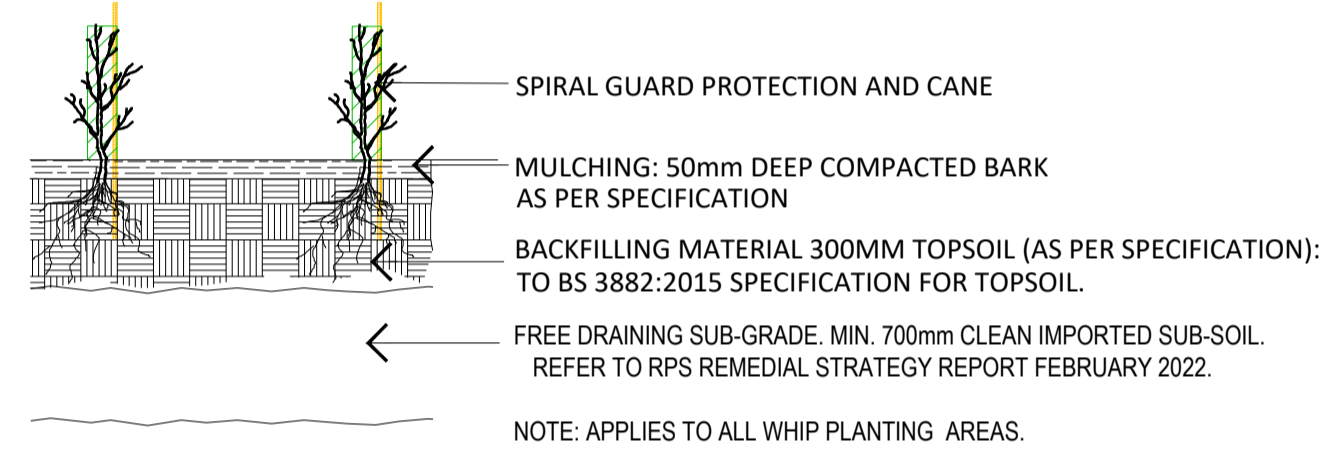 SPIRAL GUARD PROTECTION AND CANE
MULCHING: 50mm DEEP COMPACTED BARK
AS PER SPECIFICATION
BACKFILLING MATERIAL 300MM TOPSOIL (AS PER SPECIFICATION):
TO BS 3882:2015 SPECIFICATION FOR TOPSOIL.
FREE DRAINING SUB-GRADE. MIN. 700mm CLEAN IMPORTED SUB-SOIL.
REFER TO RPS REMEDIAL STRATEGY REPORT FEBRUARY 2022.
NOTE: APPLIES TO ALL WHIP PLANTING AREAS.